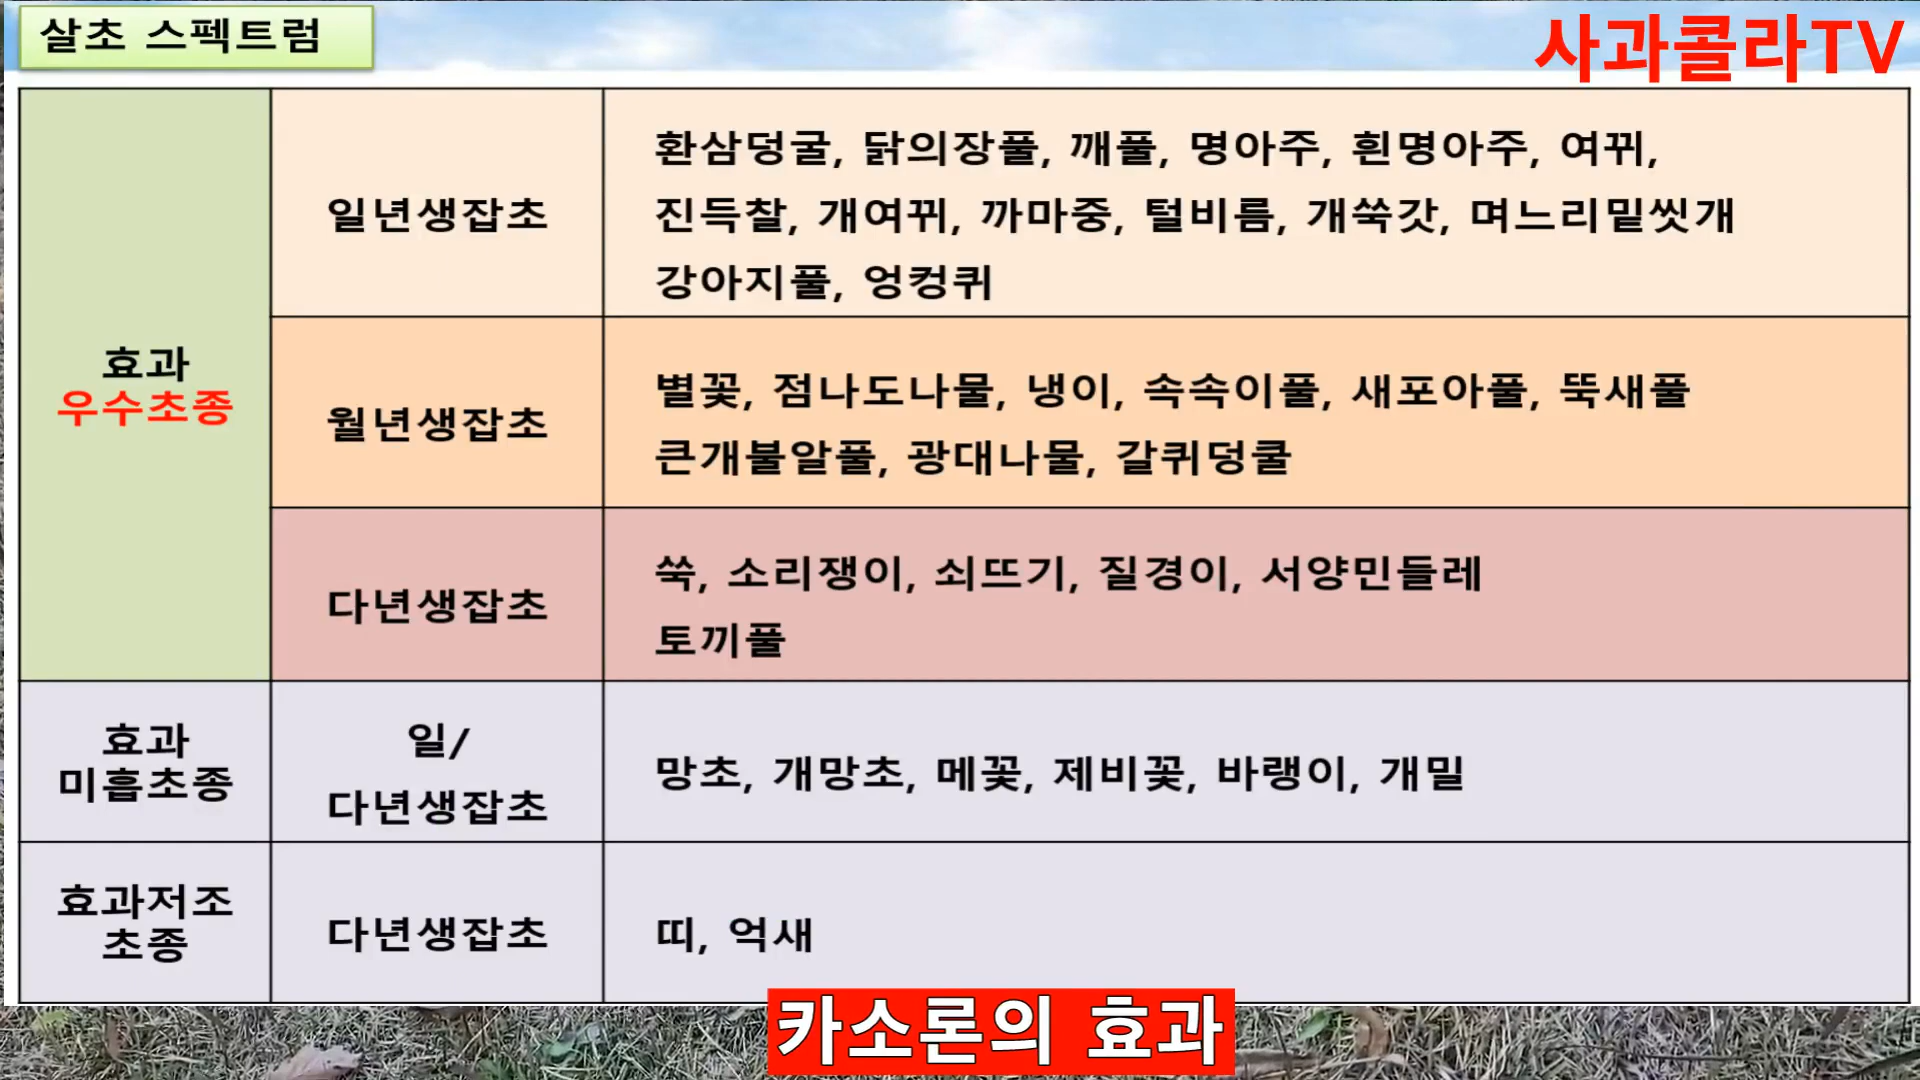 살초 스펙트럼
사과콜라TV
효과
우수초종
일년생잡초
환삼덩굴, 닭의장풀, 깨풀, 명아주, 흰명아주, 여뀌,
진득찰, 개여뀌, 까마중, 털비름, 개쑥갓, 며느리밑씻개
강아지풀, 엉컹퀴
월년생잡초
별꽃, 점나도나물, 냉이, 속속이풀, 새포아풀, 뚝새풀
큰개불알풀, 광대나물, 갈퀴덩쿨
다년생잡초
쑥, 소리쟁이, 쇠뜨기, 질경이, 서양민들레
토끼풀
효과
미흡초종
일/
다년생잡초
망초, 개망초, 메꽃, 제비꽃, 바랭이, 개밀
효과저조
초종
다년생잡초
띠, 억새
카소론의 효과